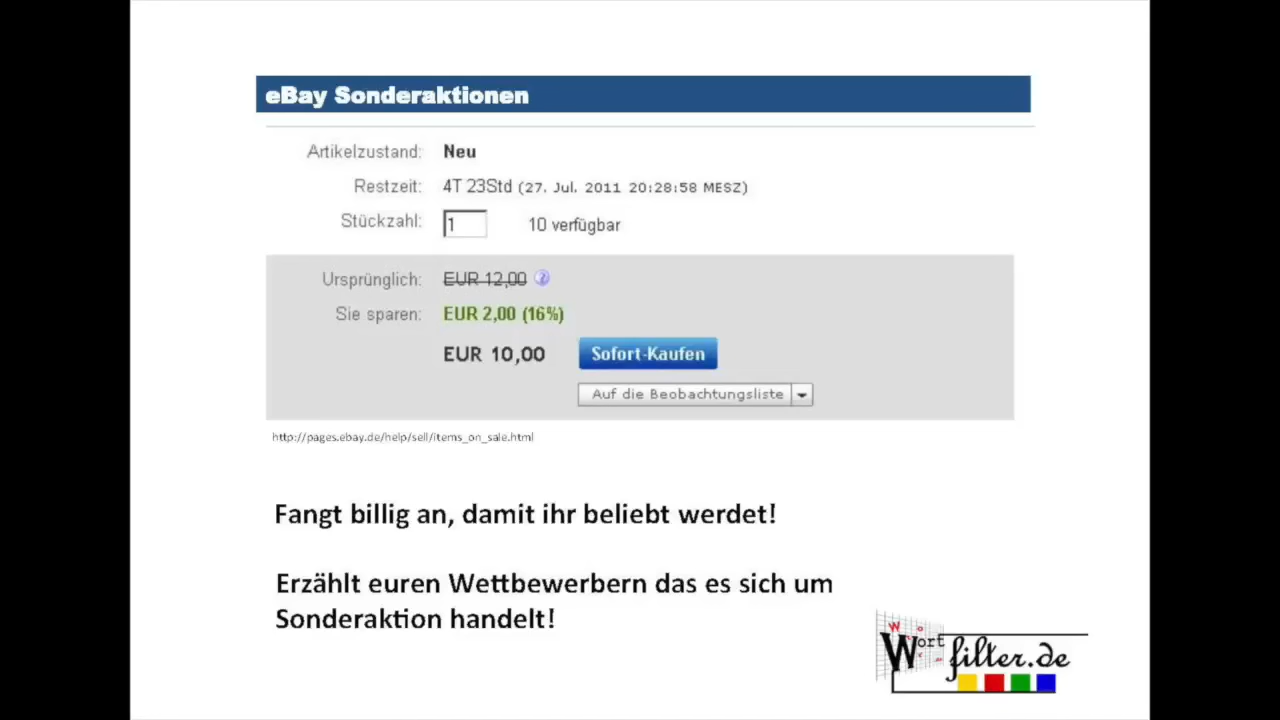 eBay Sonderaktionen
Artikelzustand: Neu
Restzeit: 4T 23Std (27. Jul. 2011 20:28:58 MESZ)
Stückzahl: 1 10 verfügbar
Ursprünglich: EUR 12,00 ?
Sie sparen: EUR 2,00 (16%)
EUR 10,00 Sofort-Kaufen
Auf die Beobachtungsliste
http://pages.ebay.de/help/sell/items_on_sale.html
Fangt billig an, damit ihr beliebt werdet!
Erzählt euren Wettbewerbern das es sich um
Sonderaktion handelt!
Wortfilter.de